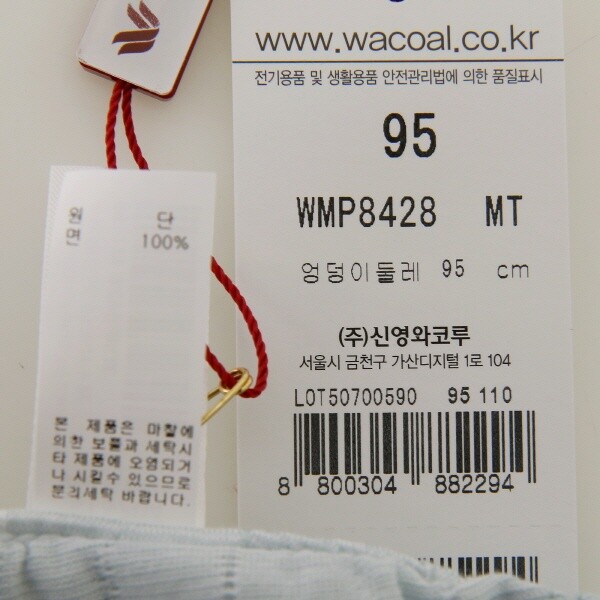 www.wacoal.co.kr
전기용품 및 생활용품 안전관리법에 의한 품질표시
95
WMP8428 MT
엉덩이둘레 95 cm
(주)신영와코루
서울시 금천구 가산디지털 1로 104
LOT50700590 95 110
8 800304 882294
원 단
면 100%
본 제품은 마찰에
의한 보풀과 세탁시
타 제품에 오염되거
나 시킬수 있으므로
분리세탁 바랍니다.